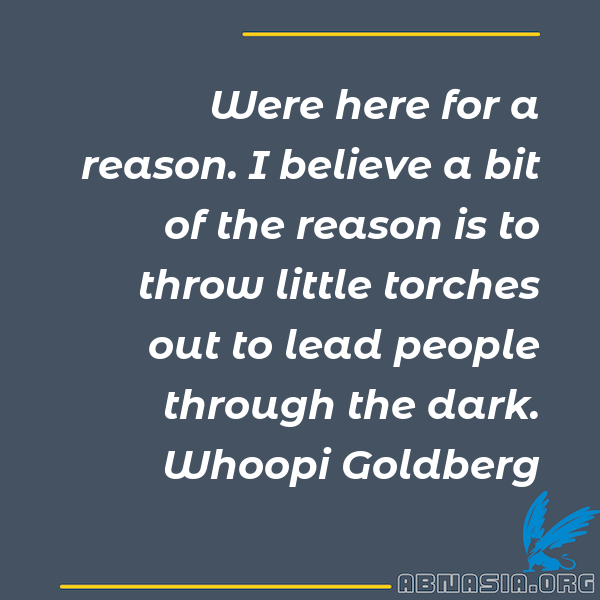 Were here for a
reason. I believe a bit
of the reason is to
throw little torches
out to lead people
through the dark.
Whoopi Goldberg
ABNASIA.ORG